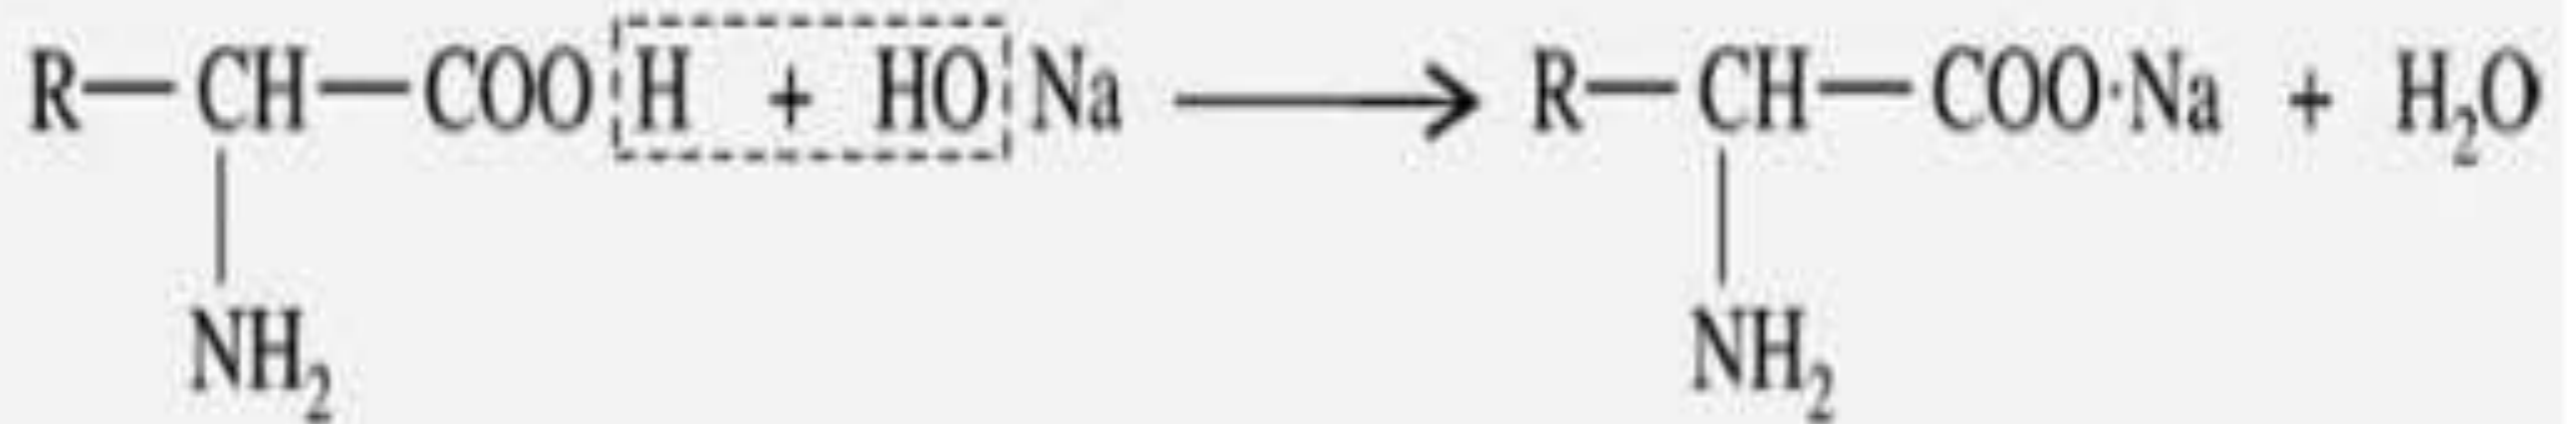 R—CH—COOH + HONa → R—CH—COO·Na + H₂O
NH₂ NH₂